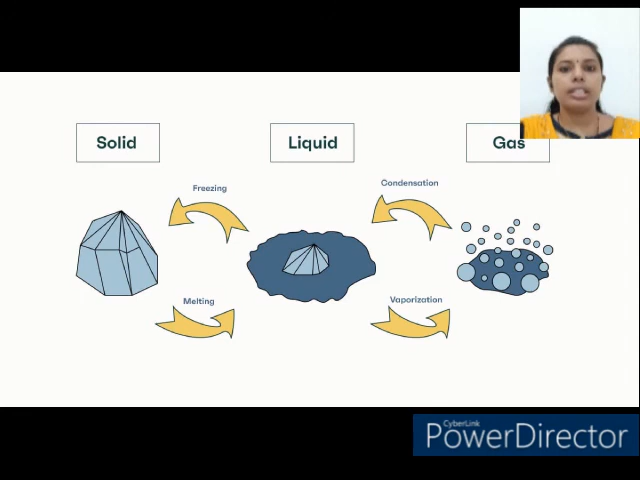 Solid
Liquid
Gas
Freezing
Condensation
Melting
Vaporization
CyberLink
PowerDirector